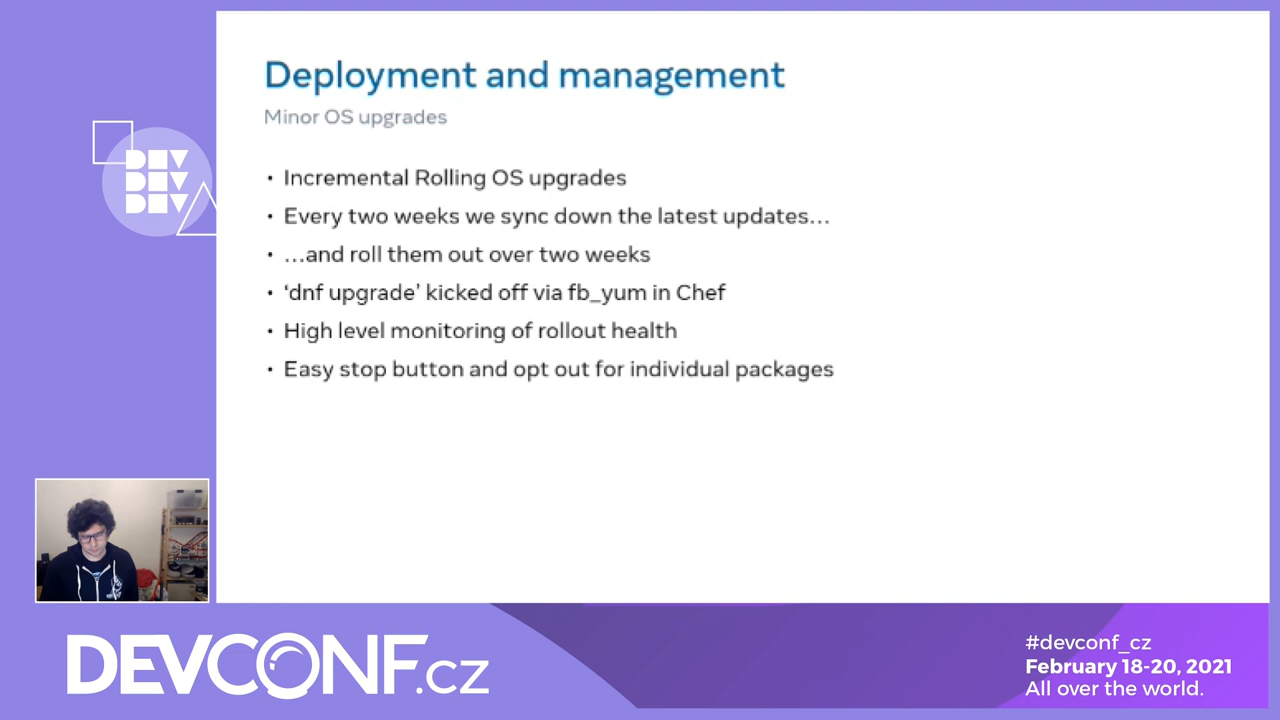 Deployment and management
Minor OS upgrades
• Incremental Rolling OS upgrades
• Every two weeks we sync down the latest updates…
• …and roll them out over two weeks
• ‘dnf upgrade’ kicked off via fb_yum in Chef
• High level monitoring of rollout health
• Easy stop button and opt out for individual packages
DEV
DEV
DEV
DEVCONF.cz
#devconf_cz
February 18-20, 2021
All over the world.